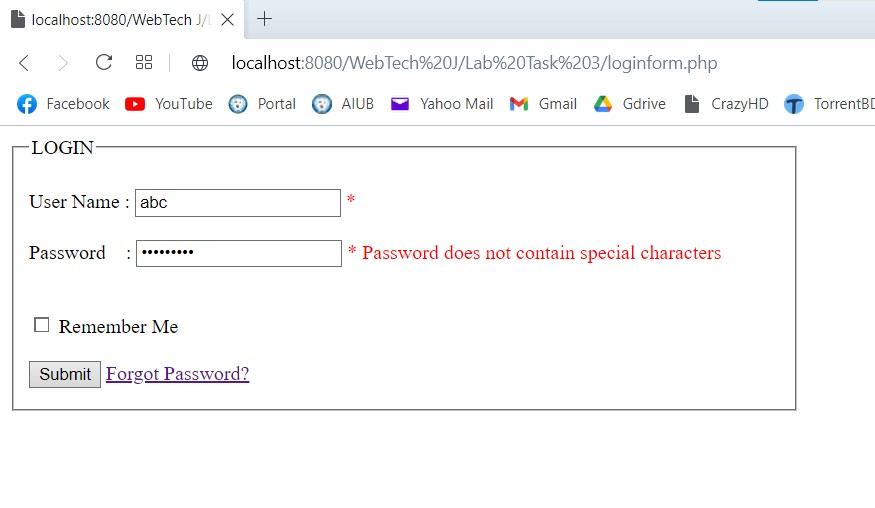 localhost:8080/WebTech J/L
localhost:8080/WebTech%20J/Lab%20Task%203/loginform.php
Facebook YouTube Portal AIUB Yahoo Mail Gmail Gdrive CrazyHD TorrentBD
LOGIN
User Name : abc *
Password : ••••••••• * Password does not contain special characters
Remember Me
Submit Forgot Password?